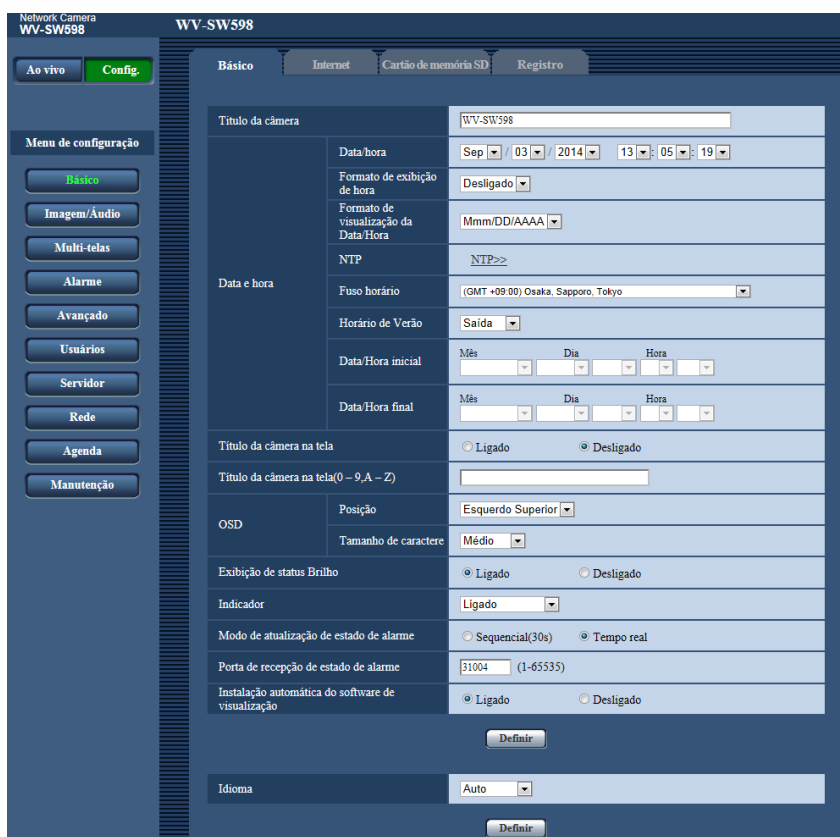 Network Camera
WV-SW598
WV-SW598
Ao vivo
Config.
Menu de configuração
Básico
Imagem/Áudio
Multi-telas
Alarme
Avançado
Usuários
Servidor
Rede
Agenda
Manutenção
Básico
Internet
Cartão de memória SD
Registro
Título da câmera
WV-SW598
Data e hora
Data/hora
Sep / 03 / 2014 13 : 05 : 19
Formato de exibição
de hora
Desligado
Formato de
visualização da
Data/Hora
Mmm/DD/AAAA
NTP
NTP>>
Fuso horário
(GMT +09:00) Osaka, Sapporo, Tokyo
Horário de Verão
Saída
Data/Hora inicial
Mês Dia Hora
Data/Hora final
Mês Dia Hora
Título da câmera na tela
Ligado Desligado
Título da câmera na tela(0 – 9,A – Z)
OSD
Posição
Esquerdo Superior
Tamanho de caractere
Médio
Exibição de status Brilho
Ligado Desligado
Indicador
Ligado
Modo de atualização de estado de alarme
Sequencial(30s) Tempo real
Porta de recepção de estado de alarme
31004 (1-65535)
Instalação automática do software de
visualização
Ligado Desligado
Definir
Idioma
Auto
Definir